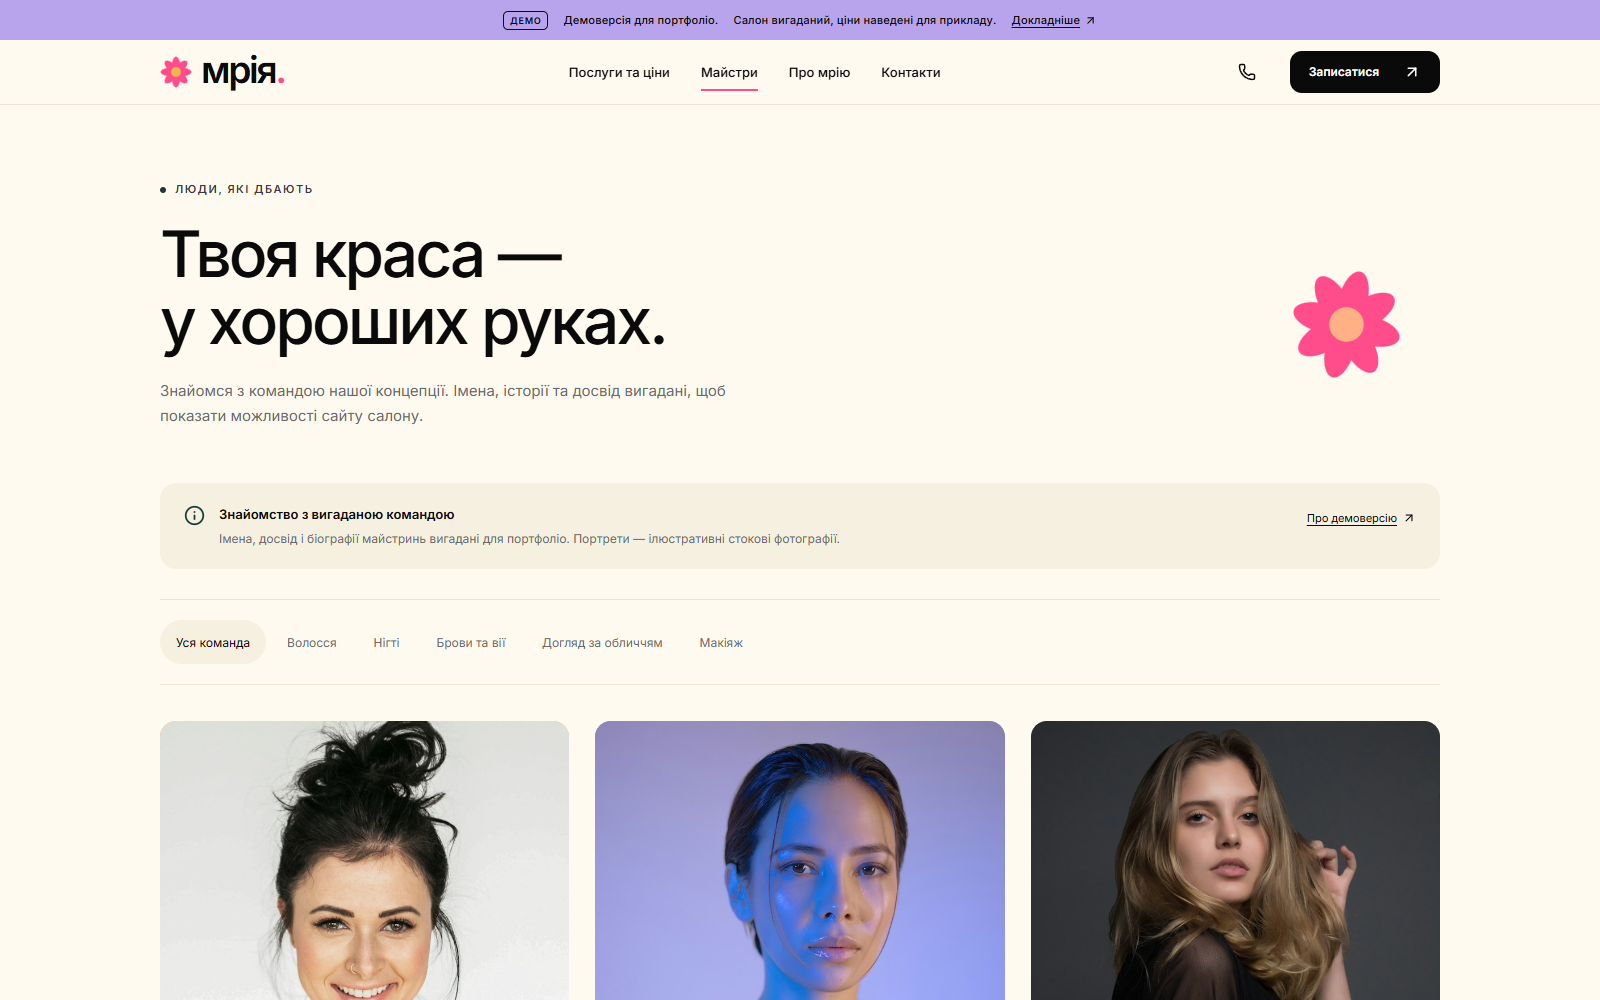 ДЕМО Демоверсія для портфоліо. Салон вигаданий, ціни наведені для прикладу. Докладніше
мрія.
Послуги та ціни Майстри Про мрію Контакти
Записатися
ЛЮДИ, ЯКІ ДБАЮТЬ
Твоя краса —
у хороших руках.
Знайомся з командою нашої концепції. Імена, історії та досвід вигадані, щоб
показати можливості сайту салону.
Знайомство з вигаданою командою
Про демоверсію
Імена, досвід і біографії майстринь вигадані для портфоліо. Портрети — ілюстративні стокові фотографії.
Уся команда Волосся Нігті Брови та вії Догляд за обличчям Макіяж